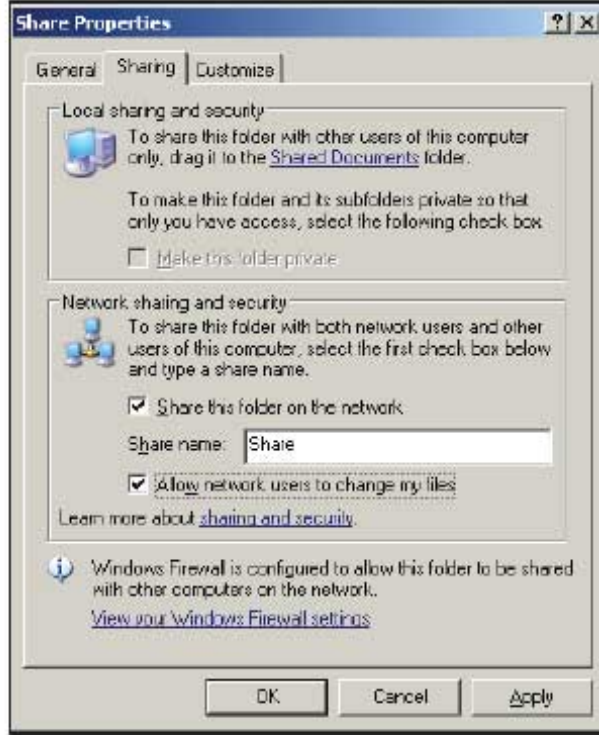 Share Properties
General Sharing Customize
Local sharing and security
To share this folder with other users of this computer
only, drag it to the Shared Documents folder.
To make this folder and its subfolders private so that
only you have access, select the following check box.
Make this folder private
Network sharing and security
To share this folder with both network users and other
users of this computer, select the first check box below
and type a share name.
Share this folder on the network
Share name: Share
Allow network users to change my files
Learn more about sharing and security.
Windows Firewall is configured to allow this folder to be shared
with other computers on the network.
View your Windows Firewall settings
OK Cancel Apply